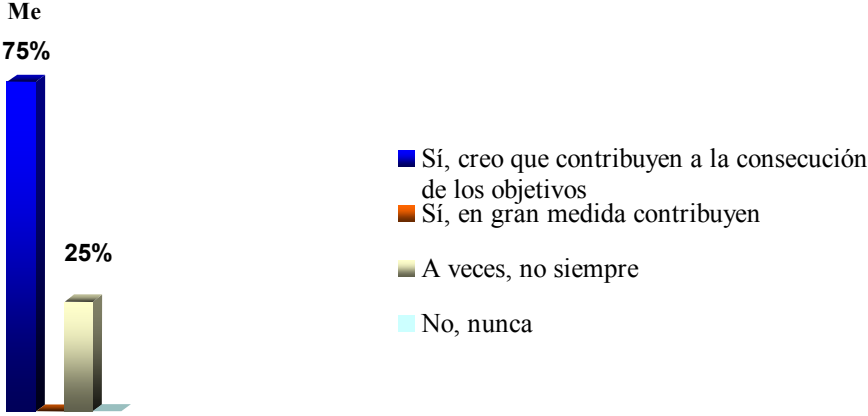 Me
75%
25%
Sí, creo que contribuyen a la consecución
de los objetivos
Sí, en gran medida contribuyen
A veces, no siempre
No, nunca